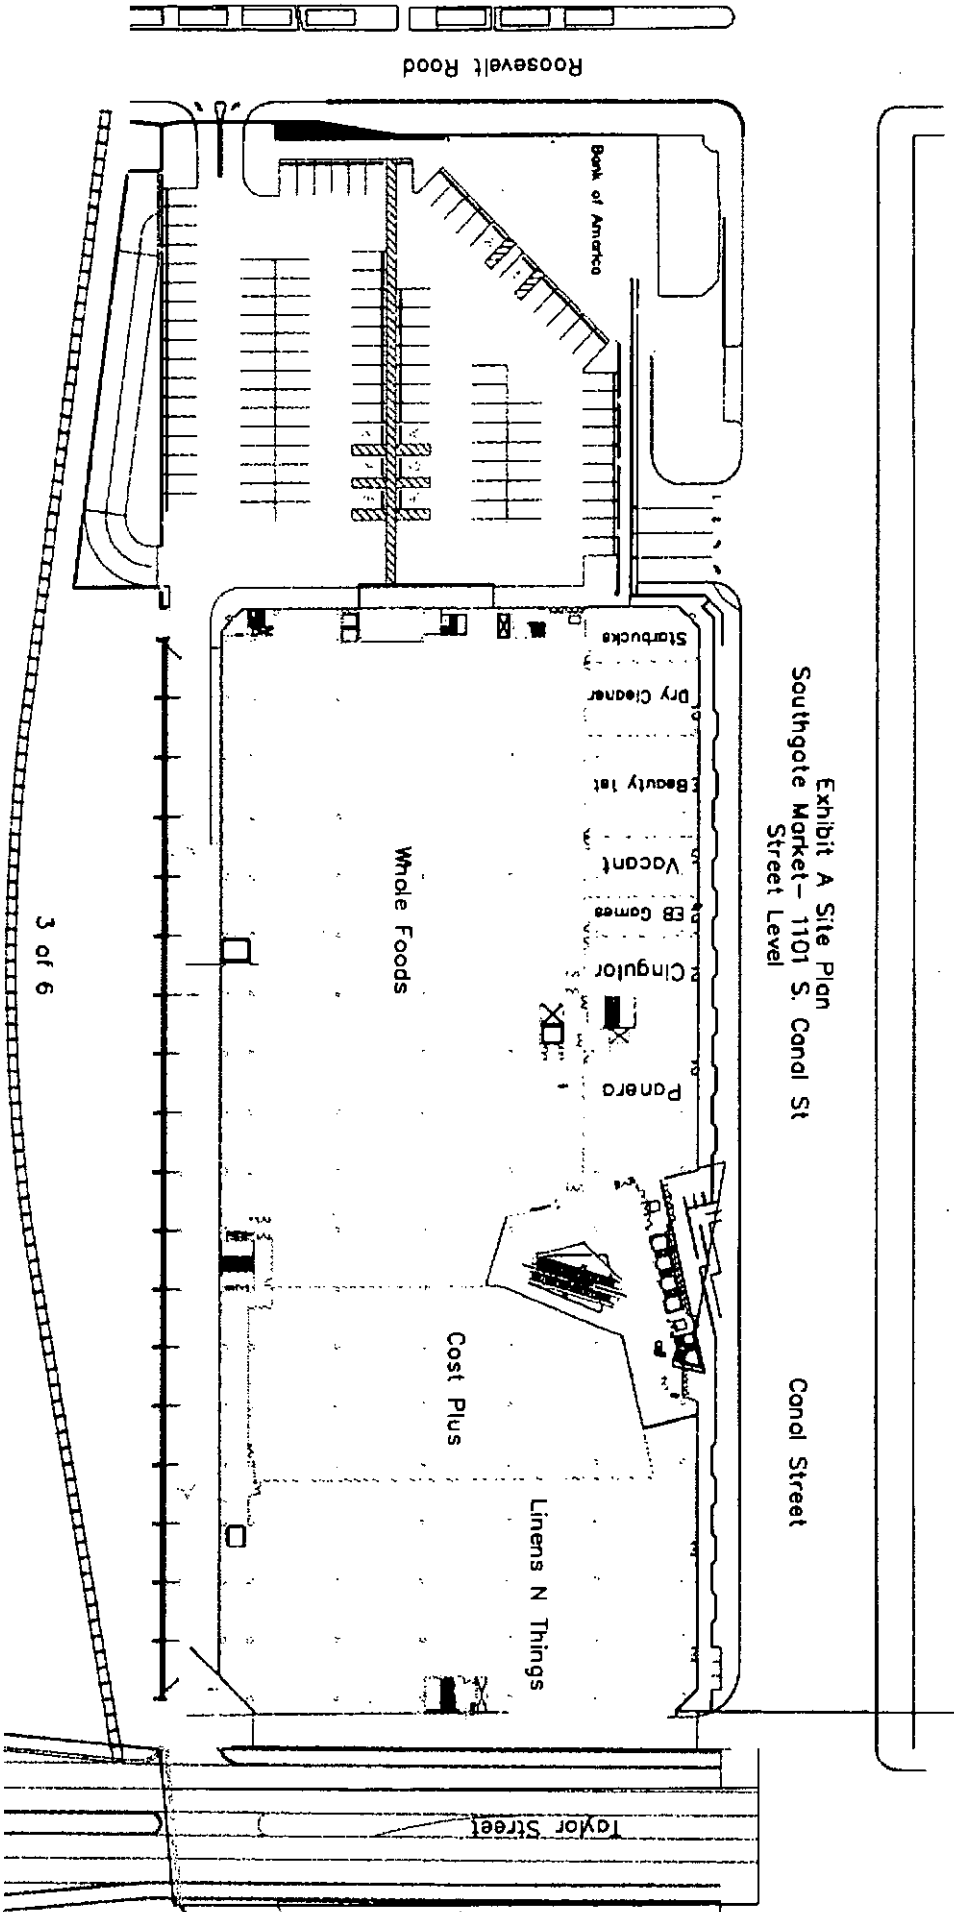 Exhibit A Site Plan
Southgate Market- 1101 S. Canal St
Street Level
Roosevelt Road
Canal Street
Taylor Street
Bank of America
1
2
Starbucks
Dry Cleaner
Beauty 1st
Vacant
EB Games
Cingular
Panera
Whole Foods
Cost Plus
Linens N Things
3 of 6